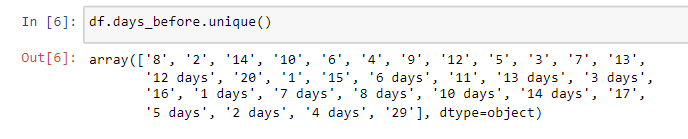 In [6]: df.days_before.unique()
Out[6]: array(['8', '2', '14', '10', '6', '4', '9', '12', '5', '3', '7', '13',
'12 days', '20', '1', '15', '6 days', '11', '13 days', '3 days',
'16', '1 days', '7 days', '8 days', '10 days', '14 days', '17',
'5 days', '2 days', '4 days', '29'], dtype=object)